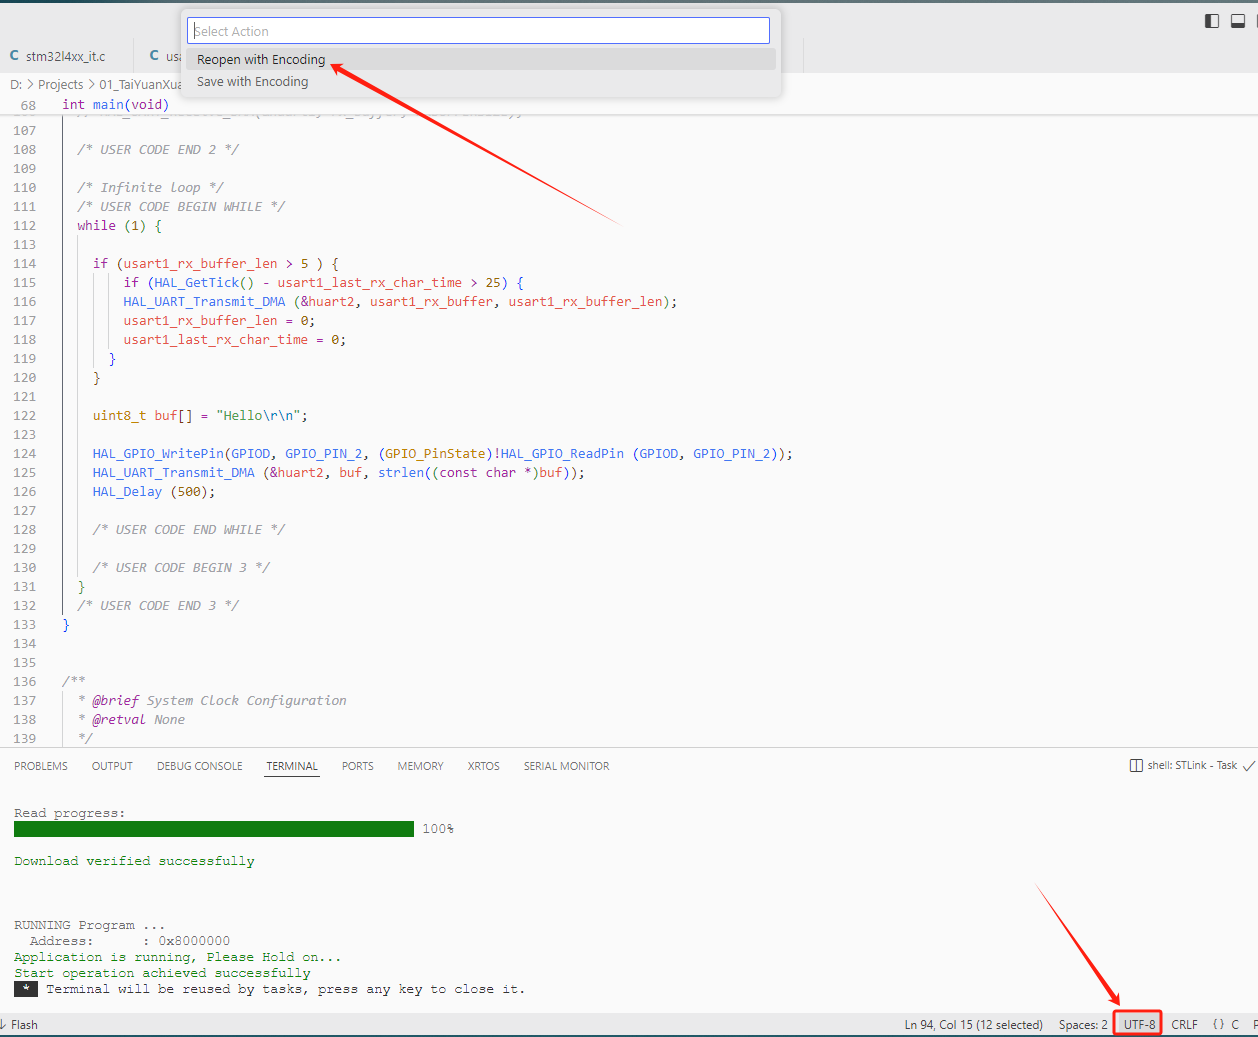 Select Action
Reopen with Encoding
Save with Encoding
C stm32l4xx_it.c
C usa
D: > Projects > 01_TaiYuanXua
68 int main(void)
107
108 /* USER CODE END 2 */
109
110 /* Infinite loop */
111 /* USER CODE BEGIN WHILE */
112 while (1) {
113
114 if (usart1_rx_buffer_len > 5 ) {
115 if (HAL_GetTick() - usart1_last_rx_char_time > 25) {
116 HAL_UART_Transmit_DMA (&huart2, usart1_rx_buffer, usart1_rx_buffer_len);
117 usart1_rx_buffer_len = 0;
118 usart1_last_rx_char_time = 0;
119 }
120 }
121
122 uint8_t buf[] = "Hello\r\n";
123
124 HAL_GPIO_WritePin(GPIOD, GPIO_PIN_2, (GPIO_PinState)!HAL_GPIO_ReadPin (GPIOD, GPIO_PIN_2));
125 HAL_UART_Transmit_DMA (&huart2, buf, strlen((const char *)buf));
126 HAL_Delay (500);
127
128 /* USER CODE END WHILE */
129
130 /* USER CODE BEGIN 3 */
131 }
132 /* USER CODE END 3 */
133 }
134
135
136 /**
137 * @brief System Clock Configuration
138 * @retval None
139 */
PROBLEMS OUTPUT DEBUG CONSOLE TERMINAL PORTS MEMORY XRTOS SERIAL MONITOR shell: STLink - Task
Read progress:
100%
Download verified successfully
RUNNING Program ...
Address: : 0x8000000
Application is running, Please Hold on...
Start operation achieved successfully
* Terminal will be reused by tasks, press any key to close it.
Flash Ln 94, Col 15 (12 selected) Spaces: 2 UTF-8 CRLF {} C